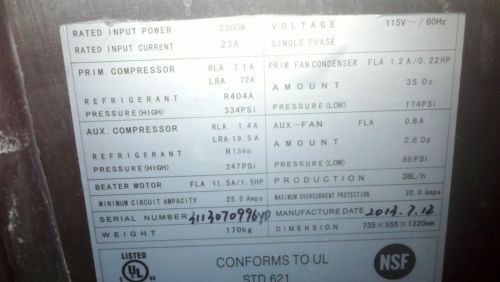 RATED INPUT POWER 2500W VOLTAGE 115V~/60Hz
RATED INPUT CURRENT 23A SINGLE PHASE
PRIM. COMPRESSOR RLA 7.1A PRIM. FAN CONDENSER FLA 1.2A/0.22HP
LRA 72A
REFRIGERANT R404A AMOUNT 35Oz.
PRESSURE(HIGH) 334PSi PRESSURE(LOW) 174PSi
AUX. COMPRESSOR RLA 1.4A AUX-FAN FLA 0.6A
LRA 19.5A
REFRIGERANT R134a AMOUNT 2.8Oz
PRESSURE(HIGH) 247PSi PRESSURE(LOW) 88PSi
BEATER MOTOR FLA 11.5A/1.5HP PRODUCTION 38L/h
MINIMUM CIRCUIT AMPACITY 25.0 Amps MAXIMUM OVERCURRENT PROTECTION 30.0 Amps
SERIAL NUMBER 3113070996YD MANUFACTURE DATE 2013.7.12
WEIGHT 170kg DIMENSION 735×555×1320mm
LISTED
UL
CONFORMS TO UL
STD 621
NSF